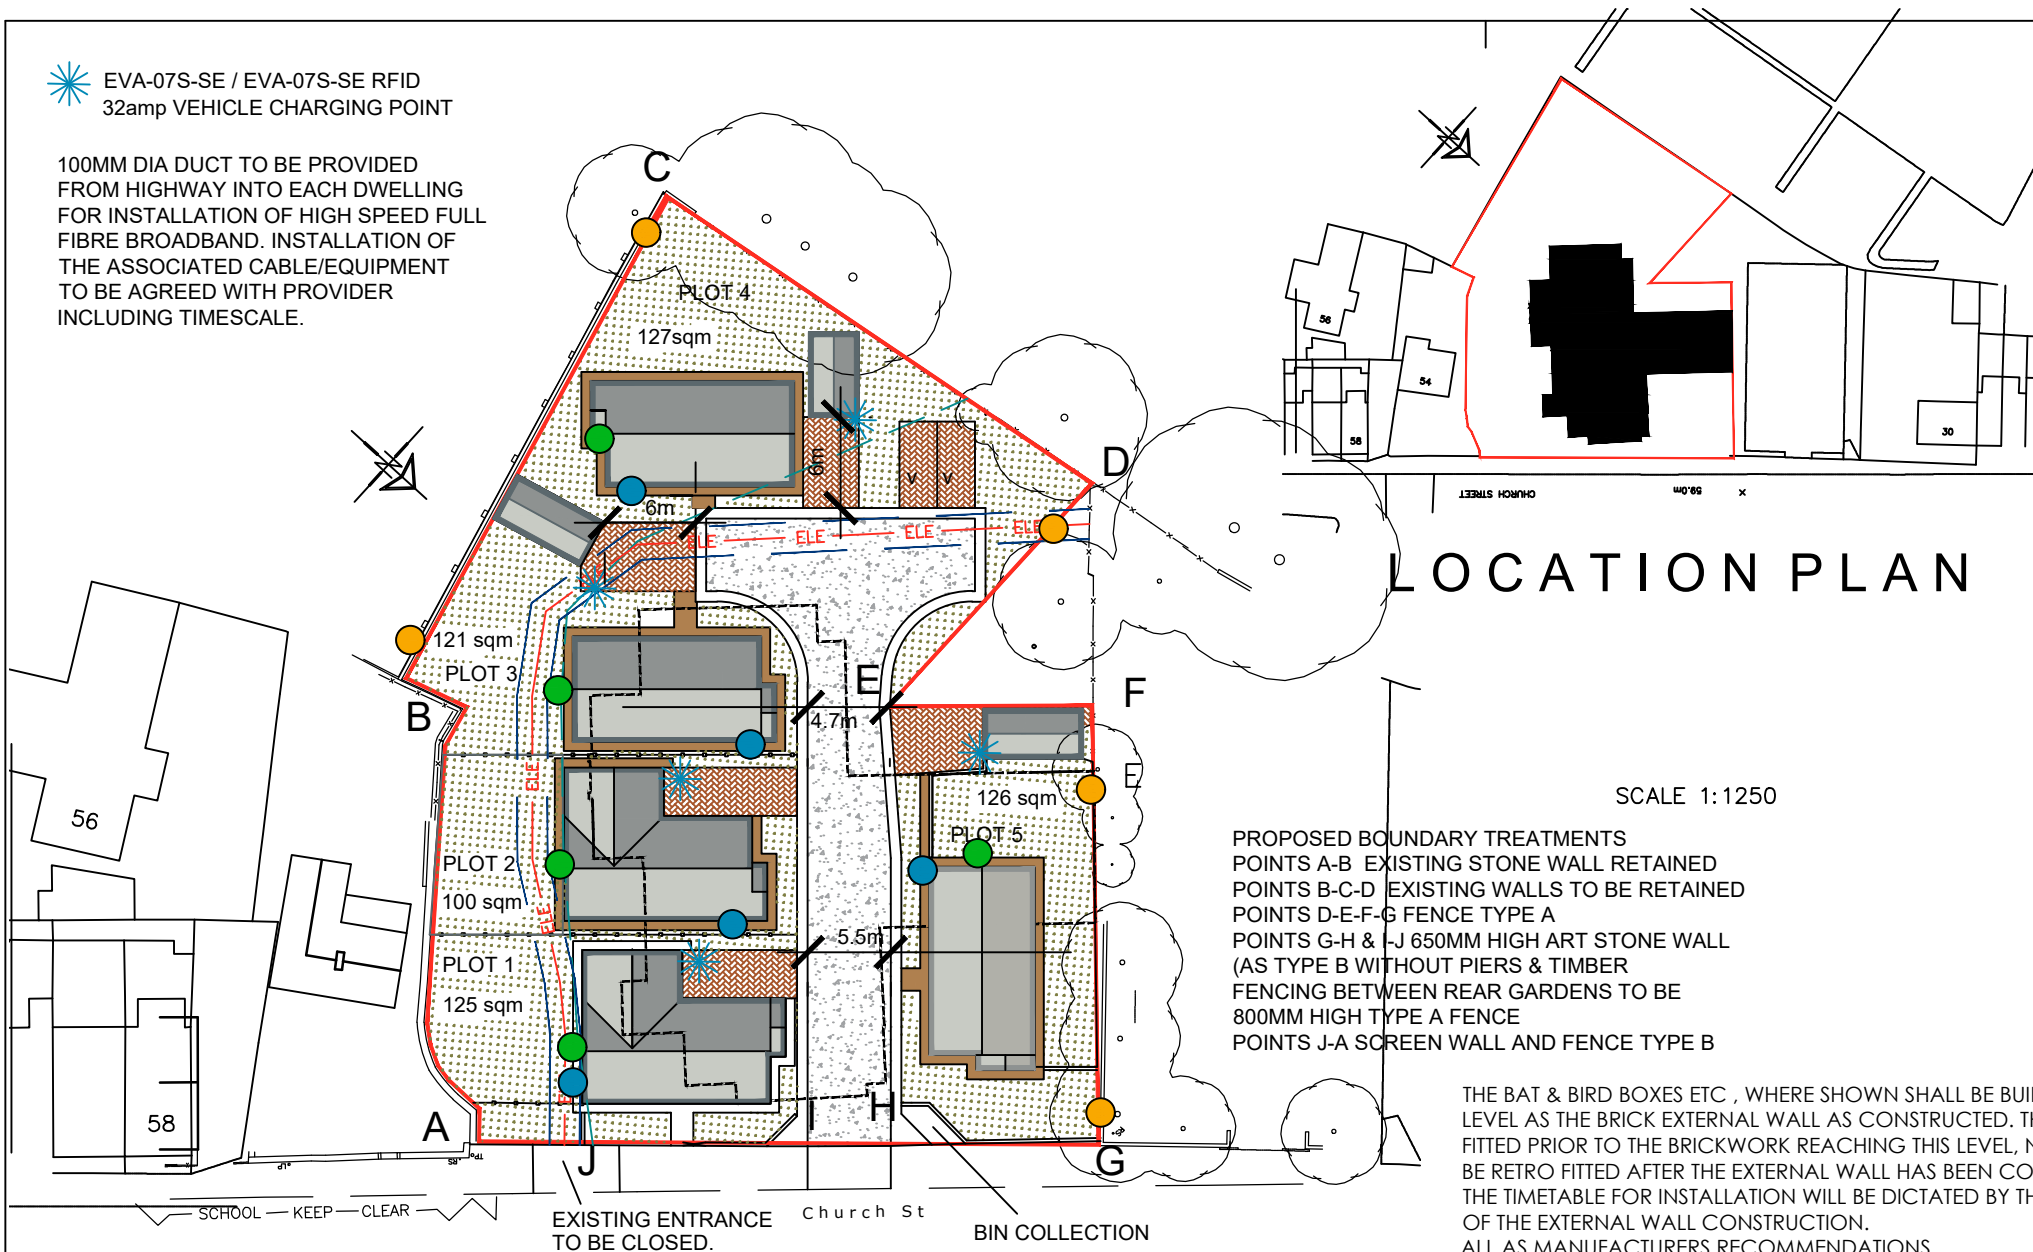 EVA-07S-SE / EVA-07S-SE RFID
32amp VEHICLE CHARGING POINT
100MM DIA DUCT TO BE PROVIDED
FROM HIGHWAY INTO EACH DWELLING
FOR INSTALLATION OF HIGH SPEED FULL
FIBRE BROADBAND. INSTALLATION OF
THE ASSOCIATED CABLE/EQUIPMENT
TO BE AGREED WITH PROVIDER
INCLUDING TIMESCALE.
C
PLOT 4
127sqm
6m
6m
V V
D
ELE
ELE
ELE
ELE
121 sqm
PLOT 3
B
E
4.7m
F
E
ELE
126 sqm
PLOT 5
56
PLOT 2
100 sqm
ELE
5.5m
PLOT 1
125 sqm
58
A
J
I
H
G
SCHOOL KEEP CLEAR
Church St
EXISTING ENTRANCE
TO BE CLOSED.
BIN COLLECTION
56
54
58
30
CHURCH STREET
59.0m
LOCATION PLAN
SCALE 1:1250
PROPOSED BOUNDARY TREATMENTS
POINTS A-B EXISTING STONE WALL RETAINED
POINTS B-C-D EXISTING WALLS TO BE RETAINED
POINTS D-E-F-G FENCE TYPE A
POINTS G-H & I-J 650MM HIGH ART STONE WALL
(AS TYPE B WITHOUT PIERS & TIMBER
FENCING BETWEEN REAR GARDENS TO BE
800MM HIGH TYPE A FENCE
POINTS J-A SCREEN WALL AND FENCE TYPE B
THE BAT & BIRD BOXES ETC , WHERE SHOWN SHALL BE BUI
LEVEL AS THE BRICK EXTERNAL WALL AS CONSTRUCTED. TH
FITTED PRIOR TO THE BRICKWORK REACHING THIS LEVEL, N
BE RETRO FITTED AFTER THE EXTERNAL WALL HAS BEEN CO
THE TIMETABLE FOR INSTALLATION WILL BE DICTATED BY TH
OF THE EXTERNAL WALL CONSTRUCTION.
ALL AS MANUFACTURERS RECOMMENDATIONS